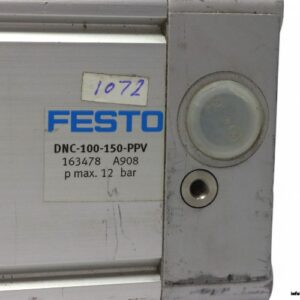 1072
FESTO
DNC-100-150-PPV
163478 A908
p max. 12 bar